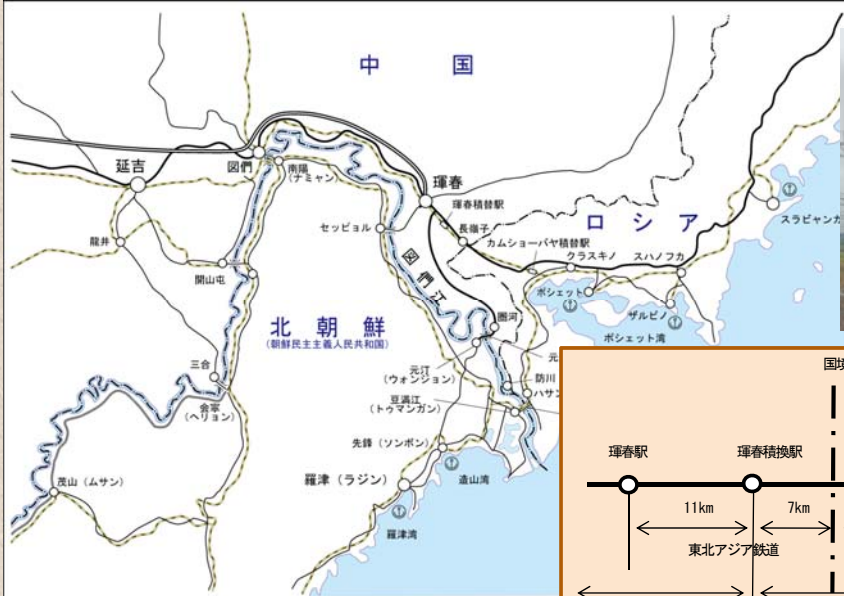 中 国
延吉
図們
南陽
(ナミャン)
琿春
琿春積替駅
長嶺子
ロ シ ア
カムショーバヤ積替駅
スラビャンカ
セッピョル
クラスキノ
スハノフカ
龍井
図們江
ポシェット
開山屯
ザルビノ
圏河
ポシェット湾
北 朝 鮮
(朝鮮民主主義人民共和国)
三合
元汀
(ウォンジョン)
元
防川
会寧
(ヘリョン)
豆満江
(トゥマンガン)
ハサン
先鋒(ソンボン)
茂山(ムサン)
羅津(ラジン)
造山湾
羅津湾
国境
琿春駅
琿春積換駅
11km
7km
東北アジア鉄道